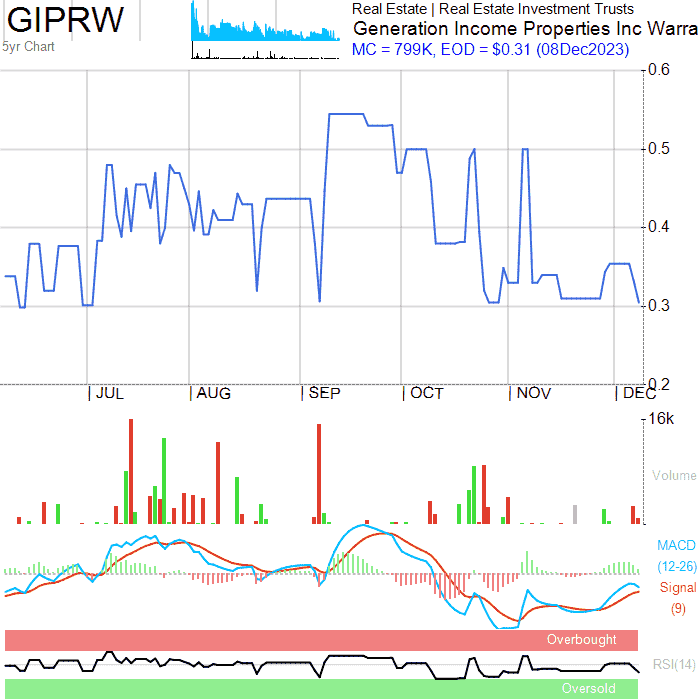 GIPRW
5yr Chart
Real Estate | Real Estate Investment Trusts
Generation Income Properties Inc Warra
MC = 799K, EOD = $0.31 (08Dec2023)
0.6
0.5
0.4
0.3
0.2
JUL AUG SEP OCT NOV DEC
16k
Volume
MACD
(12-26)
Signal
(9)
Overbought
RSI(14)
Oversold